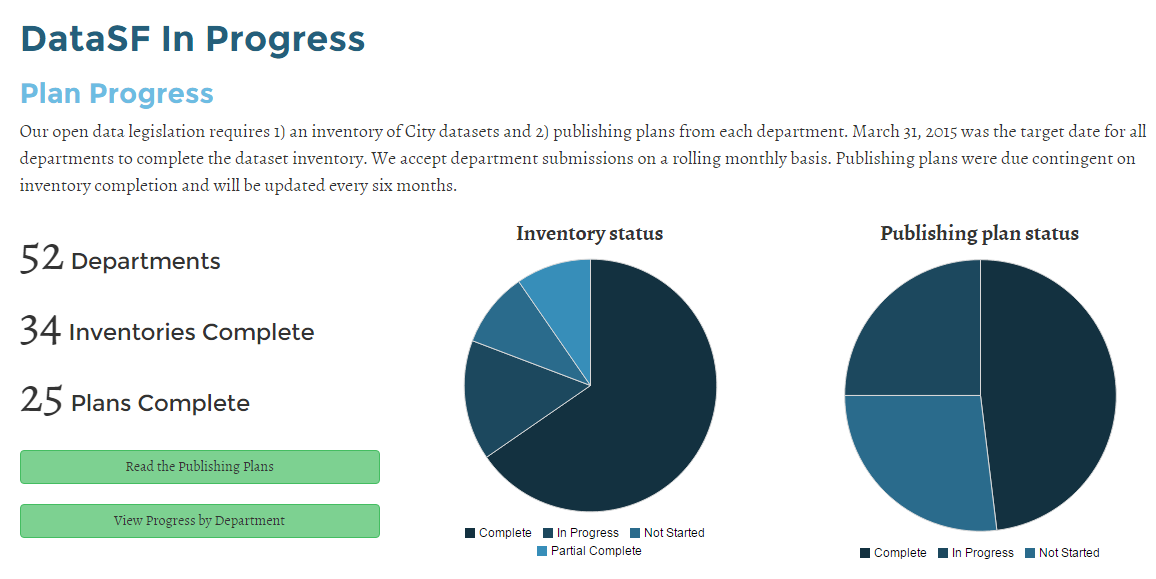 DataSF In Progress
Plan Progress
Our open data legislation requires 1) an inventory of City datasets and 2) publishing plans from each department. March 31, 2015 was the target date for all
departments to complete the dataset inventory. We accept department submissions on a rolling monthly basis. Publishing plans were due contingent on
inventory completion and will be updated every six months.
52 Departments
34 Inventories Complete
25 Plans Complete
Read the Publishing Plans
View Progress by Department
Inventory status
Complete In Progress Not Started
Partial Complete
Publishing plan status
Complete In Progress Not Started